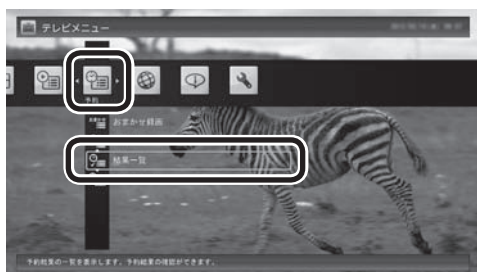 テレビメニュー
予約
おまかせ録画
結果一覧
予約結果の一覧を表示します。予約結果の確認ができます。